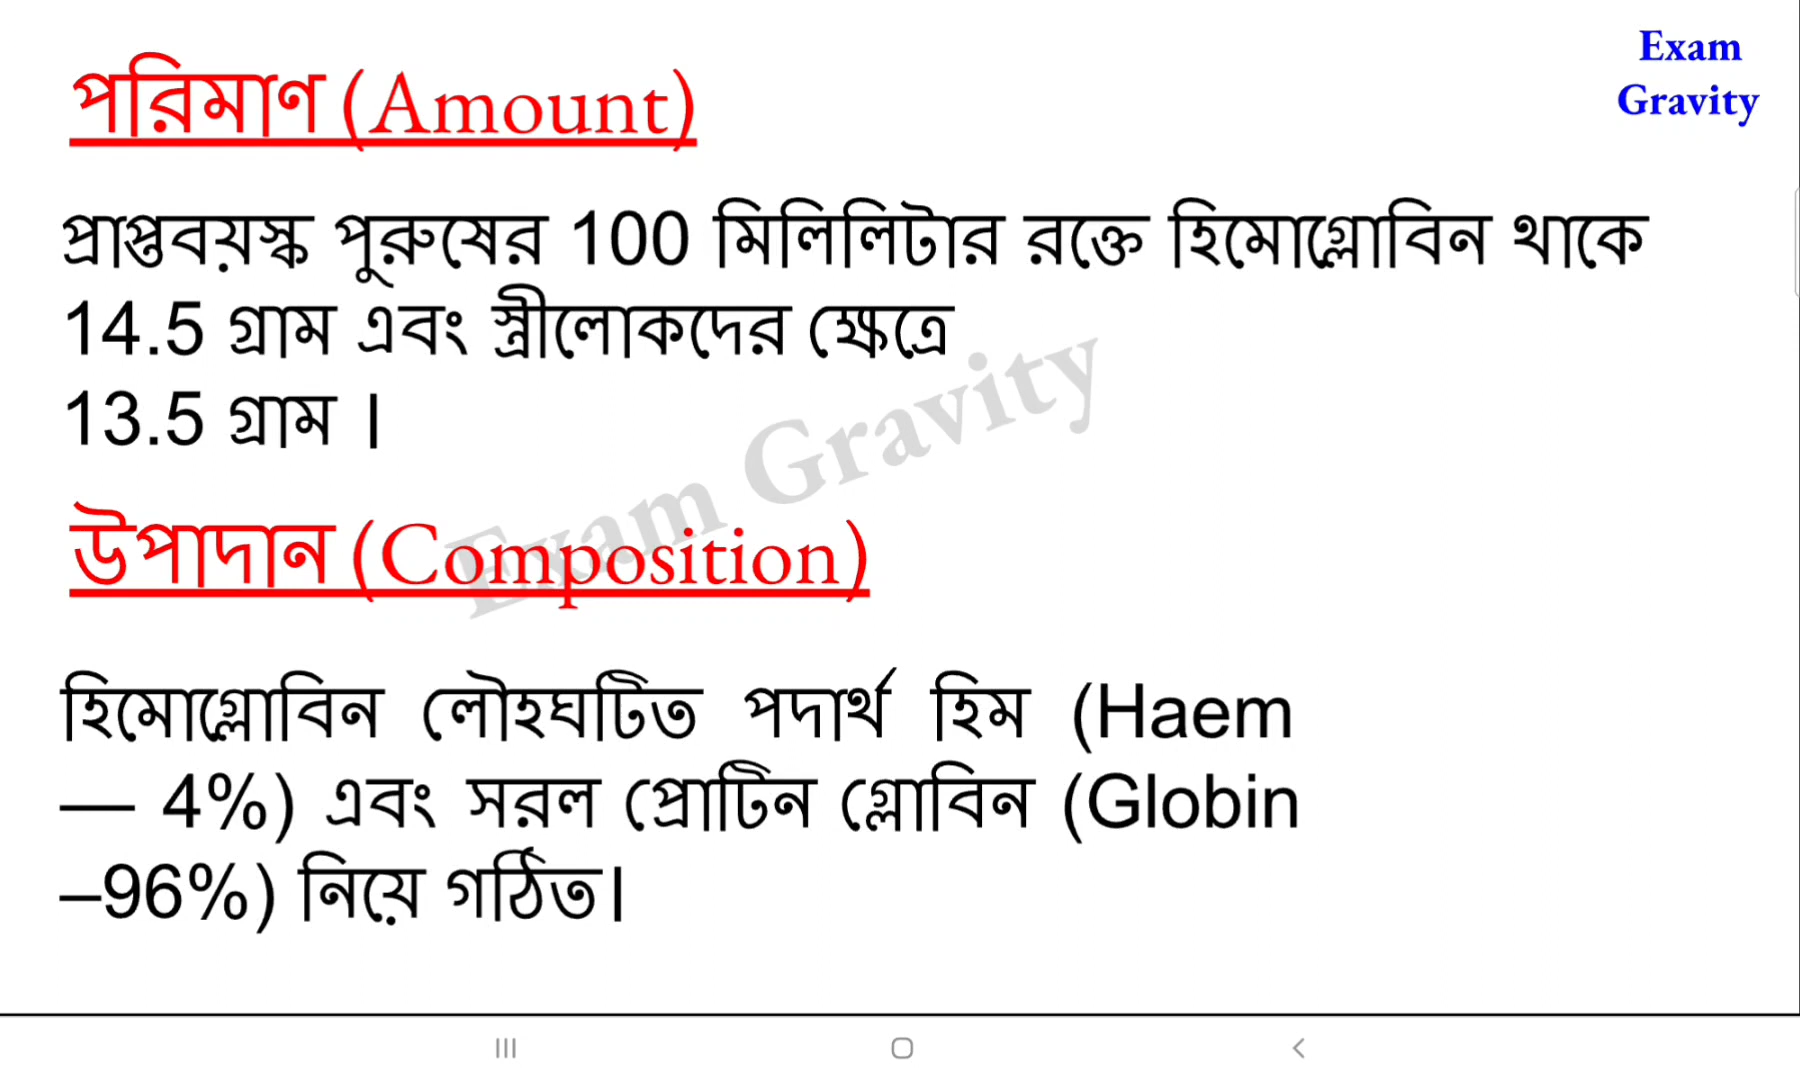 Exam
Gravity
পরিমাণ (Amount)
প্রাপ্তবয়স্ক পুরুষের 100 মিলিলিটার রক্তে হিমোগ্লোবিন থাকে
14.5 গ্রাম এবং স্ত্রীলোকদের ক্ষেত্রে
13.5 গ্রাম ।
Exam Gravity
উপাদান (Composition)
হিমোগ্লোবিন লৌহঘটিত পদার্থ হিম (Haem
— 4%) এবং সরল প্রোটিন গ্লোবিন (Globin
–96%) নিয়ে গঠিত।